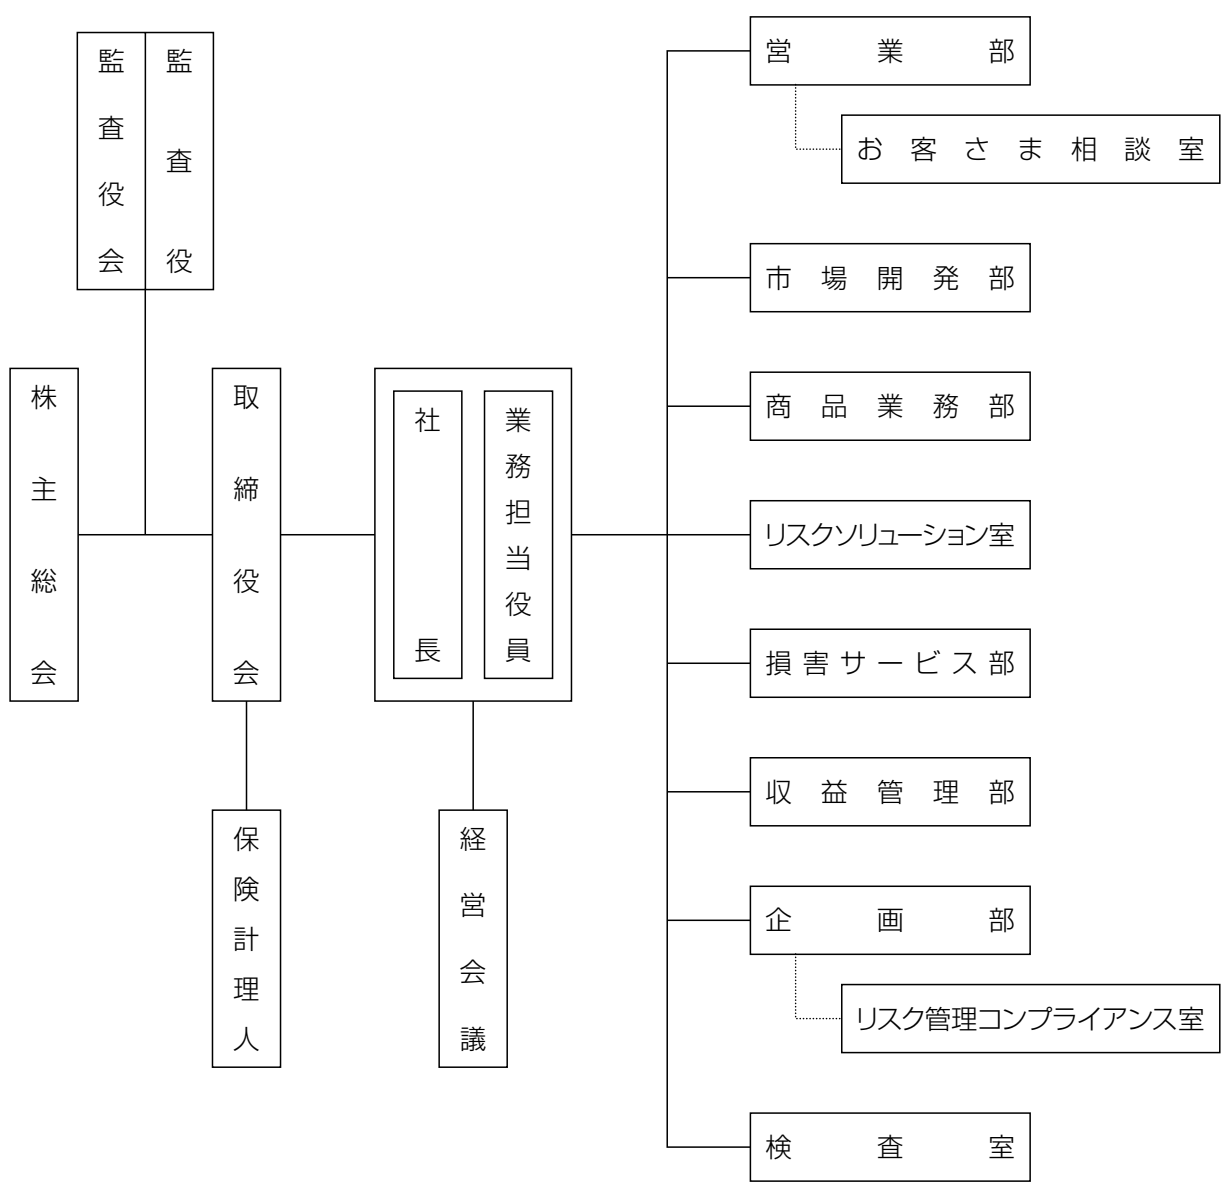 監査役会
監査役
株主総会
取締役会
保険計理人
社長
業務担当役員
経営会議
営業部
お客さま相談室
市場開発部
商品業務部
リスクソリューション室
損害サービス部
収益管理部
企画部
リスク管理コンプライアンス室
検査室